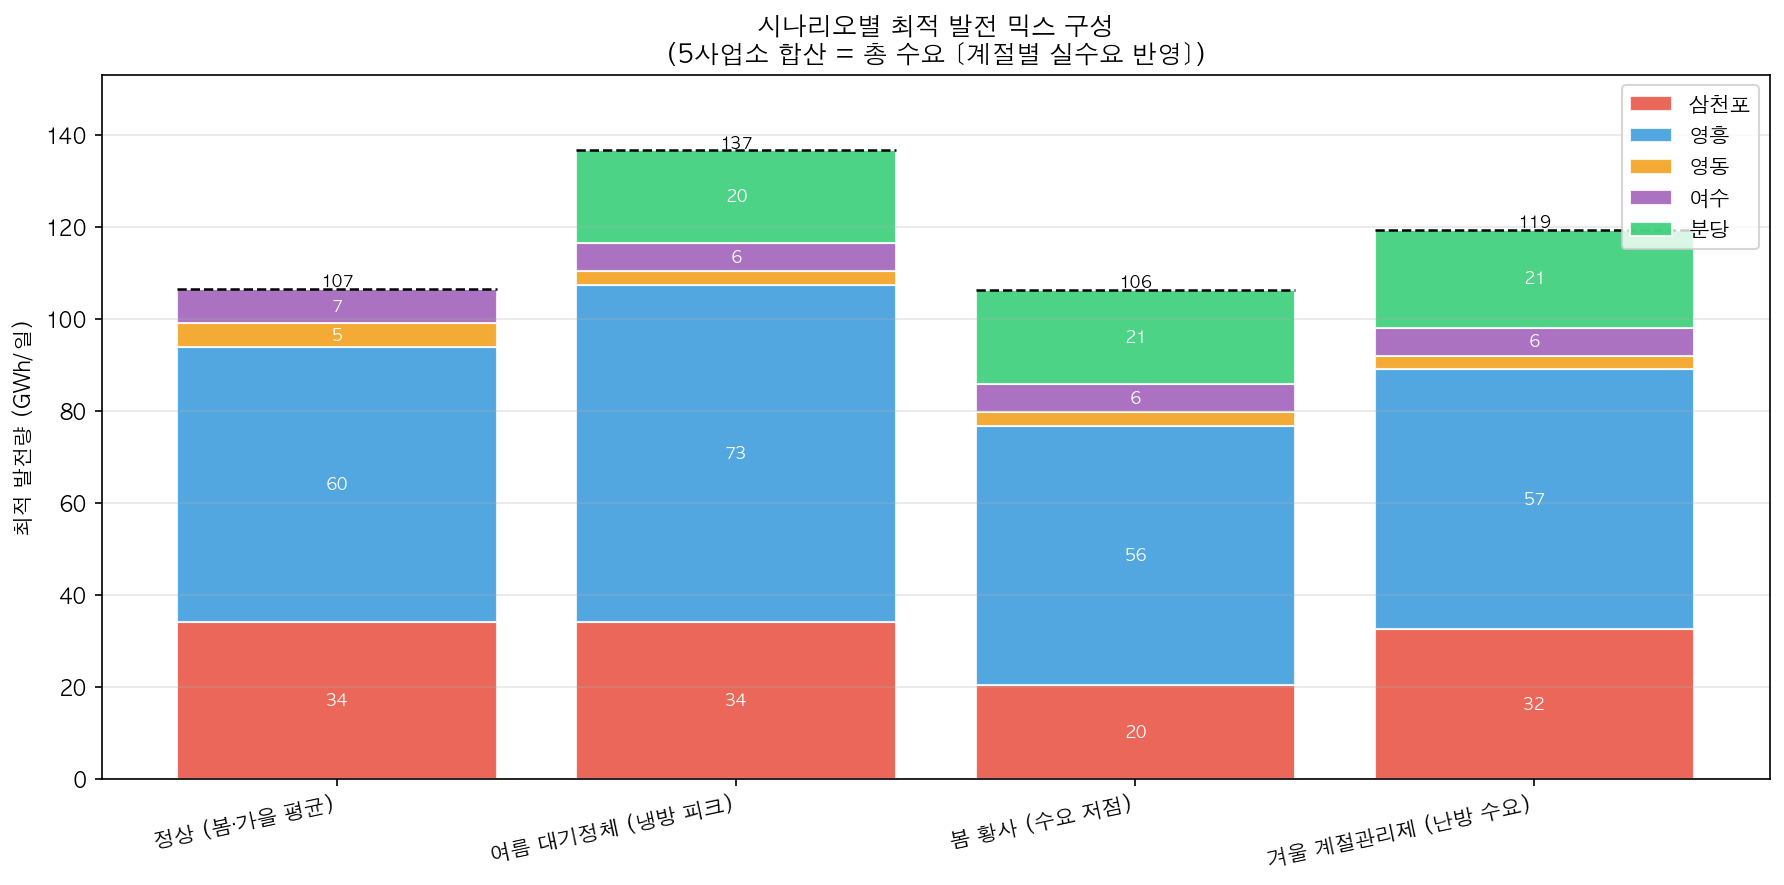 시나리오별 최적 발전 믹스 구성
(5사업소 합산 = 총 수요 [계절별 실수요 반영])
최적 발전량 (GWh/일)
140
120
100
80
60
40
20
0
107
7
5
60
34
137
20
6
73
34
106
21
6
56
20
119
21
6
57
32
삼천포
영흥
영동
여수
분당
정상 (봄·가을 평균)
여름 대기정체 (냉방 피크)
봄 황사 (수요 저점)
겨울 계절관리제 (난방 수요)